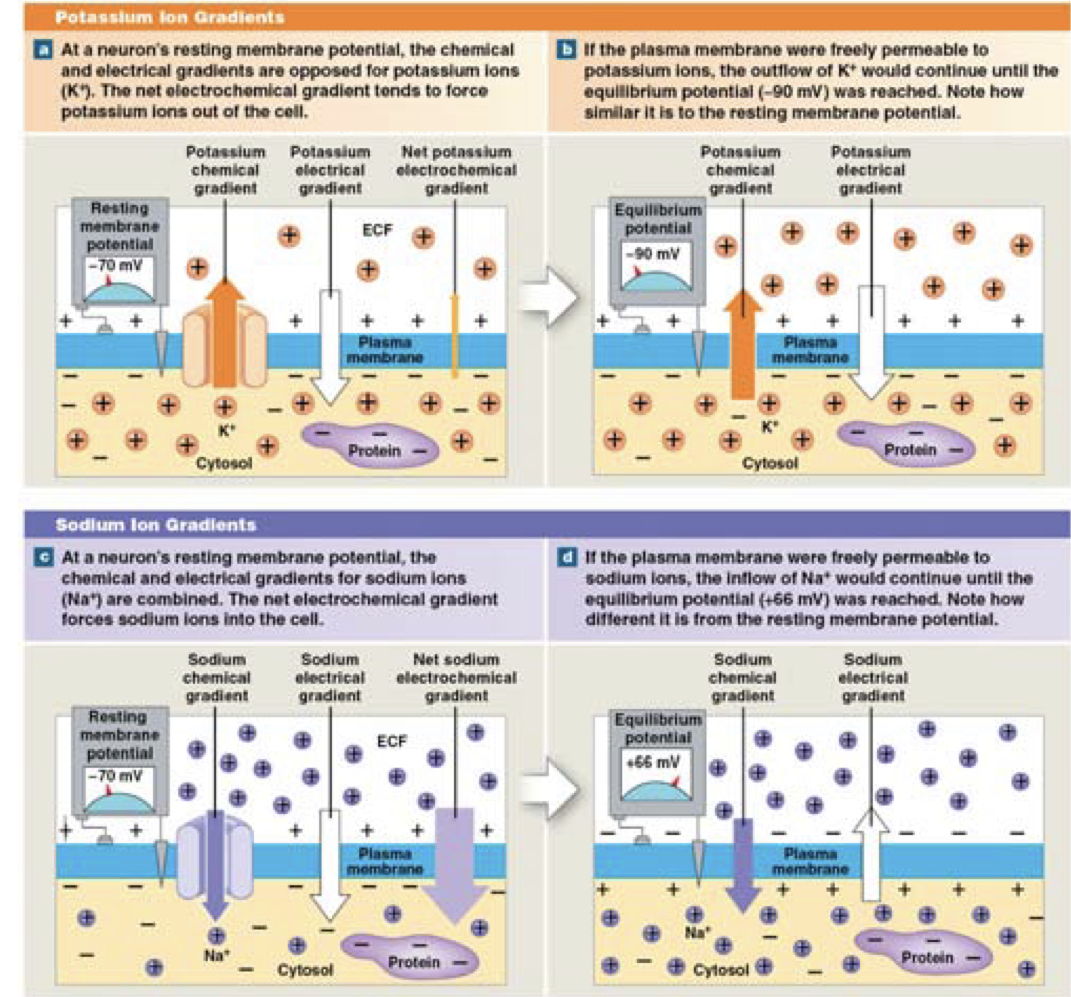 Potassium Ion Gradients
a At a neuron's resting membrane potential, the chemical
and electrical gradients are opposed for potassium ions
(K⁺). The net electrochemical gradient tends to force
potassium ions out of the cell.
b If the plasma membrane were freely permeable to
potassium ions, the outflow of K⁺ would continue until the
equilibrium potential (–90 mV) was reached. Note how
similar it is to the resting membrane potential.
Potassium
chemical
gradient
Potassium
electrical
gradient
Net potassium
electrochemical
gradient
Resting
membrane
potential
–70 mV
ECF
Plasma
membrane
K⁺
Protein
Cytosol
Potassium
chemical
gradient
Potassium
electrical
gradient
Equilibrium
potential
–90 mV
Plasma
membrane
K⁺
Protein
Cytosol
Sodium Ion Gradients
c At a neuron's resting membrane potential, the
chemical and electrical gradients for sodium ions
(Na⁺) are combined. The net electrochemical gradient
forces sodium ions into the cell.
d If the plasma membrane were freely permeable to
sodium ions, the inflow of Na⁺ would continue until the
equilibrium potential (+66 mV) was reached. Note how
different it is from the resting membrane potential.
Sodium
chemical
gradient
Sodium
electrical
gradient
Net sodium
electrochemical
gradient
Resting
membrane
potential
–70 mV
ECF
Plasma
membrane
Na⁺
Cytosol
Protein
Sodium
chemical
gradient
Sodium
electrical
gradient
Equilibrium
potential
+66 mV
Plasma
membrane
Na⁺
Cytosol
Protein